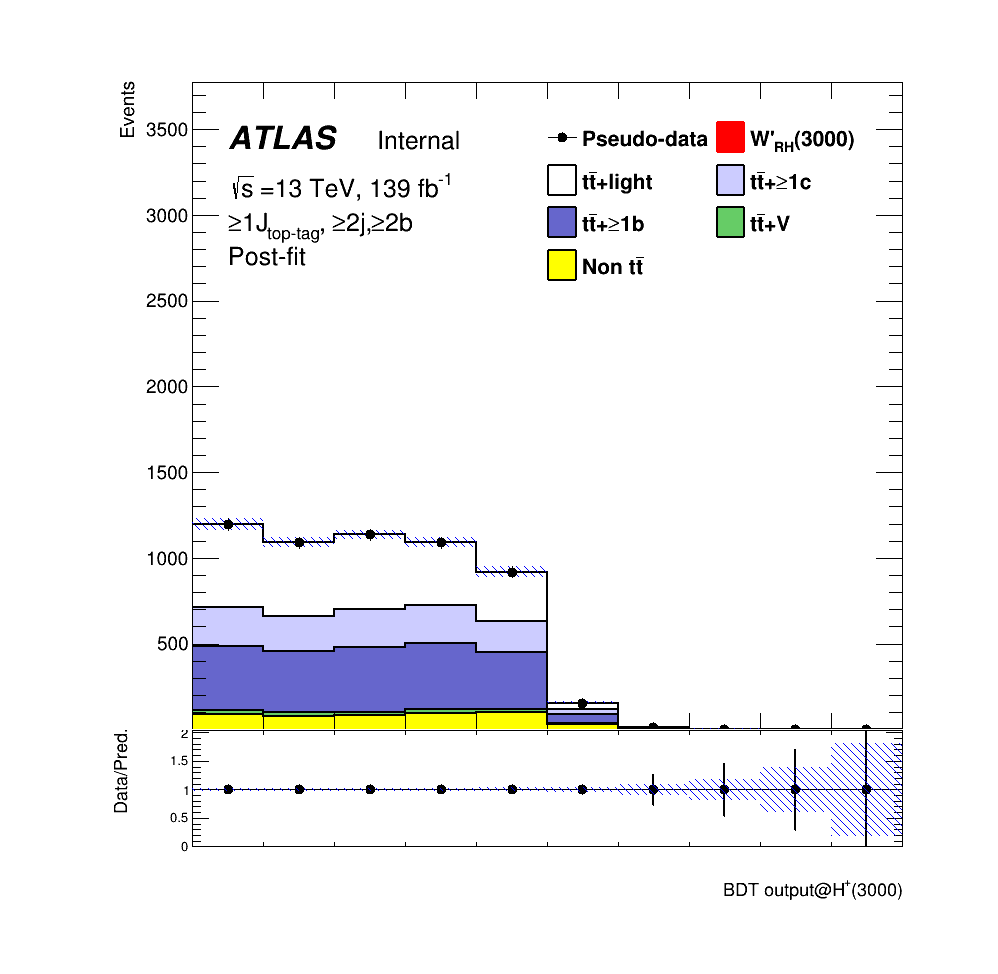 Events
3500
3000
2500
2000
1500
1000
500
ATLAS Internal
√s =13 TeV, 139 fb⁻¹
≥1J_top-tag, ≥2j,≥2b
Post-fit
Pseudo-data
W'_RH(3000)
tt̄+light
tt̄+≥1c
tt̄+≥1b
tt̄+V
Non tt̄
Data/Pred.
2
1.5
1
0.5
0
BDT output@H⁺(3000)